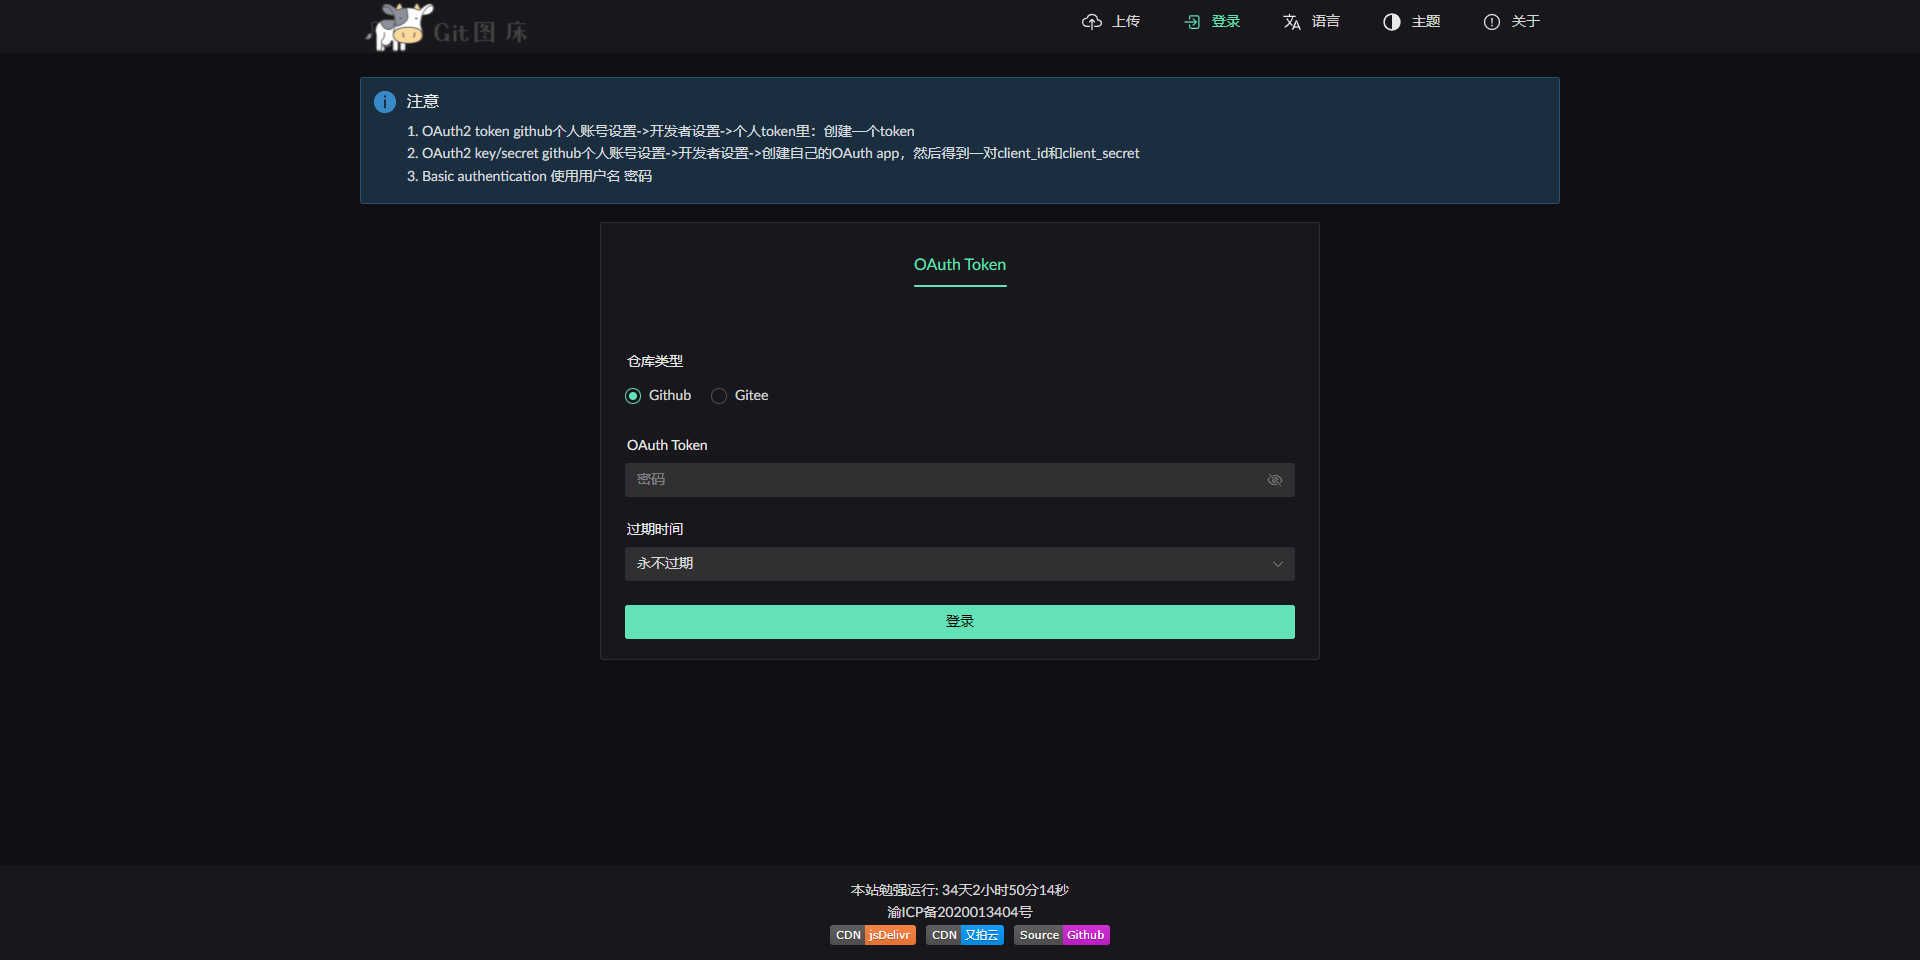 Git图 床
上传 登录 语言 主题 关于
注意
1. OAuth2 token github个人账号设置->开发者设置->个人token里：创建一个token
2. OAuth2 key/secret github个人账号设置->开发者设置->创建自己的OAuth app，然后得到一对client_id和client_secret
3. Basic authentication 使用用户名 密码
OAuth Token
仓库类型
Github Gitee
OAuth Token
密码
过期时间
永不过期
登录
本站勉强运行: 34天2小时50分14秒
渝ICP备2020013404号
CDN jsDelivr CDN 又拍云 Source Github